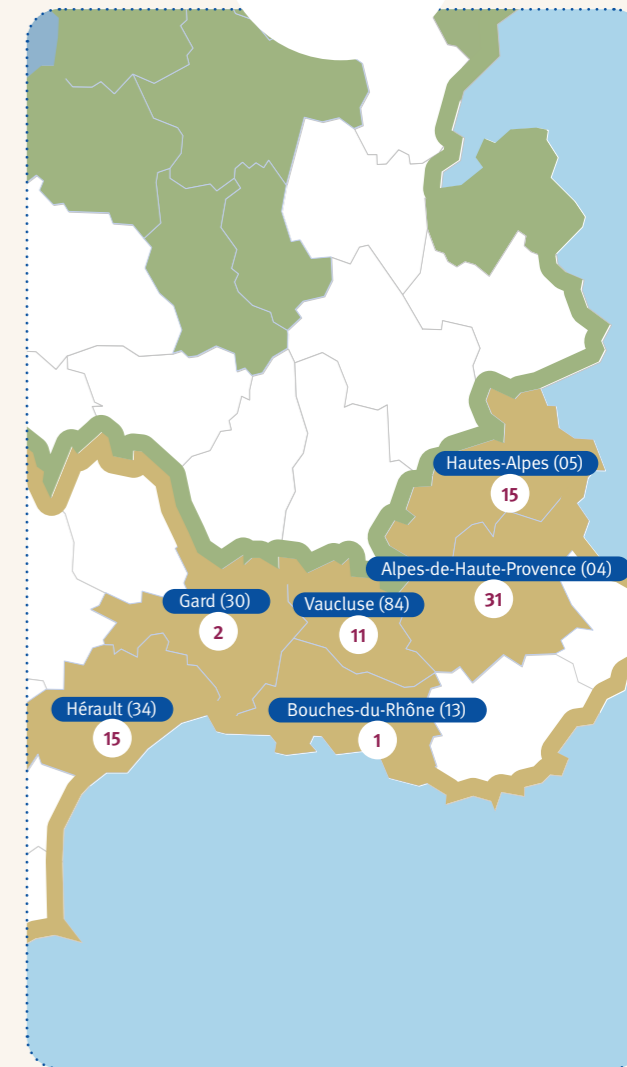 Hautes-Alpes (05)
15
Alpes-de-Haute-Provence (04)
31
Gard (30)
2
Vaucluse (84)
11
Hérault (34)
15
Bouches-du-Rhône (13)
1